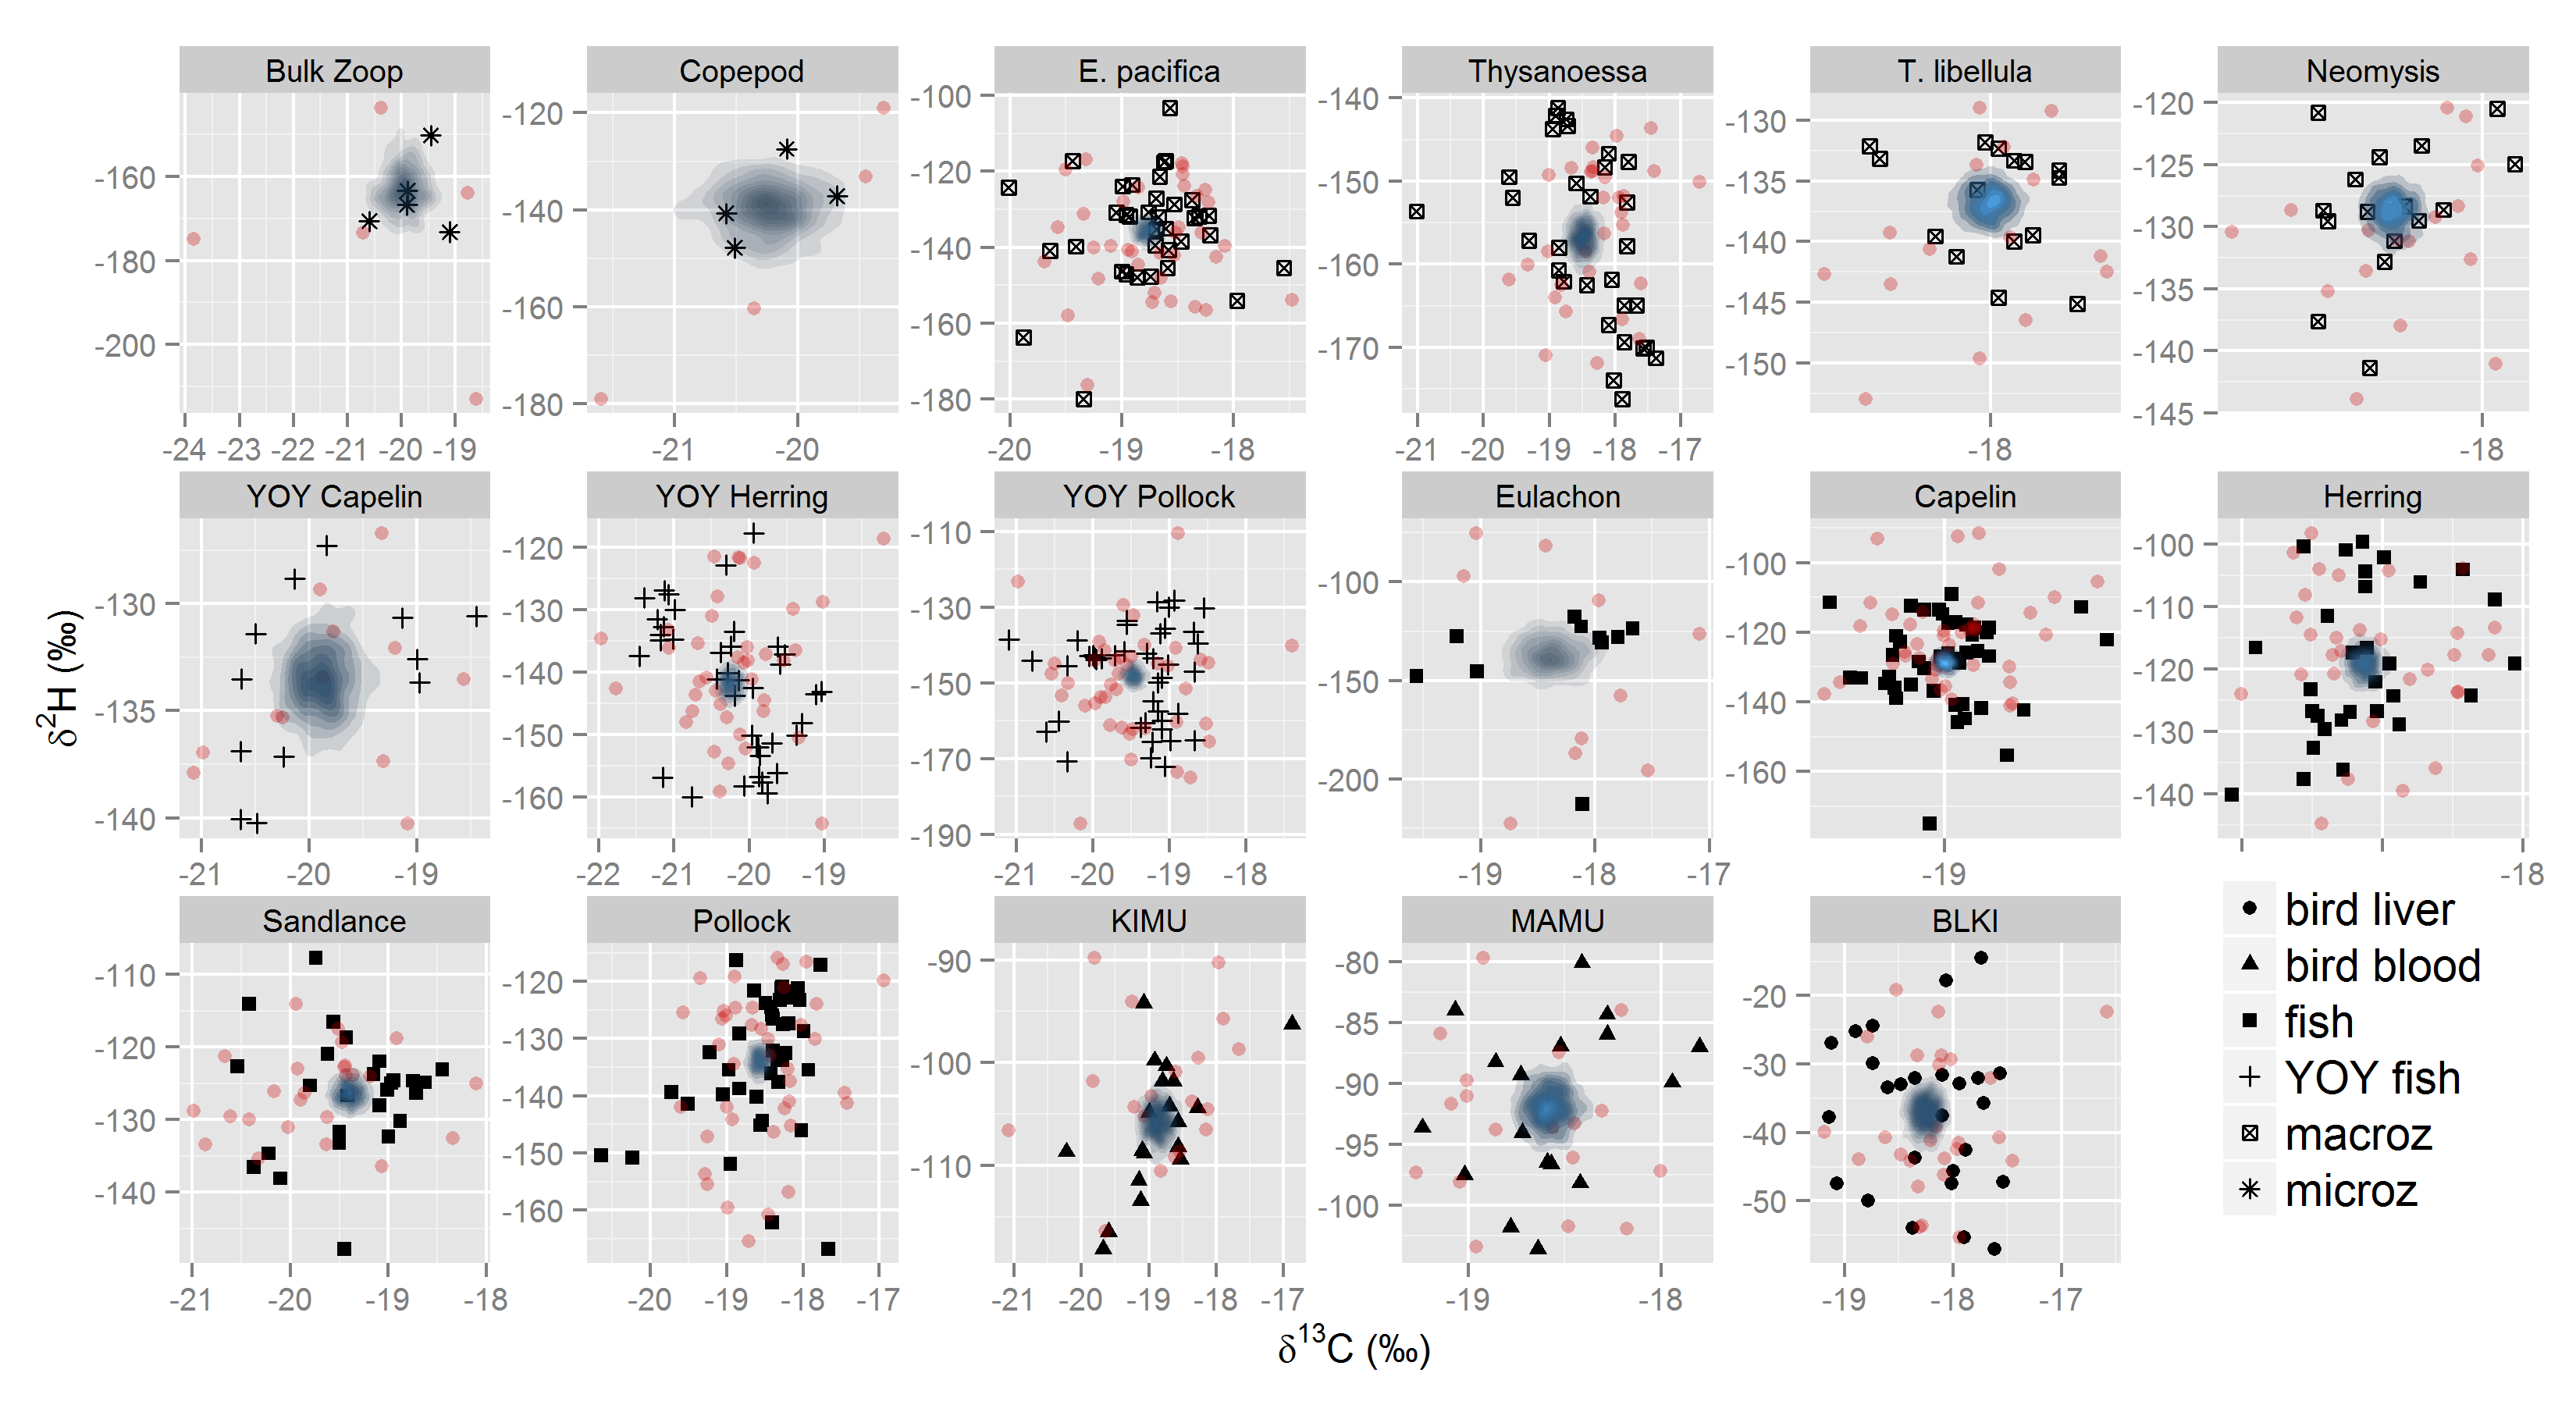 Bulk Zoop
Copepod
E. pacifica
Thysanoessa
T. libellula
Neomysis
-160
-180
-200
-24 -23 -22 -21 -20 -19
-120
-140
-160
-180
-21 -20
-100
-120
-140
-160
-180
-20 -19 -18
-140
-150
-160
-170
-21 -20 -19 -18 -17
-130
-135
-140
-145
-150
-18
-120
-125
-130
-135
-140
-145
-18
δ2H (‰)
YOY Capelin
YOY Herring
YOY Pollock
Eulachon
Capelin
Herring
-130
-135
-140
-21 -20 -19
-120
-130
-140
-150
-160
-22 -21 -20 -19
-110
-130
-150
-170
-190
-21 -20 -19 -18
-100
-150
-200
-19 -18 -17
-100
-120
-140
-160
-19
-100
-110
-120
-130
-140
-18
Sandlance
Pollock
KIMU
MAMU
BLKI
-110
-120
-130
-140
-21 -20 -19 -18
-120
-130
-140
-150
-160
-20 -19 -18 -17
-90
-100
-110
-21 -20 -19 -18 -17
-80
-85
-90
-95
-100
-19 -18
-20
-30
-40
-50
-19 -18 -17
bird liver
bird blood
fish
YOY fish
macroz
microz
δ13C (‰)